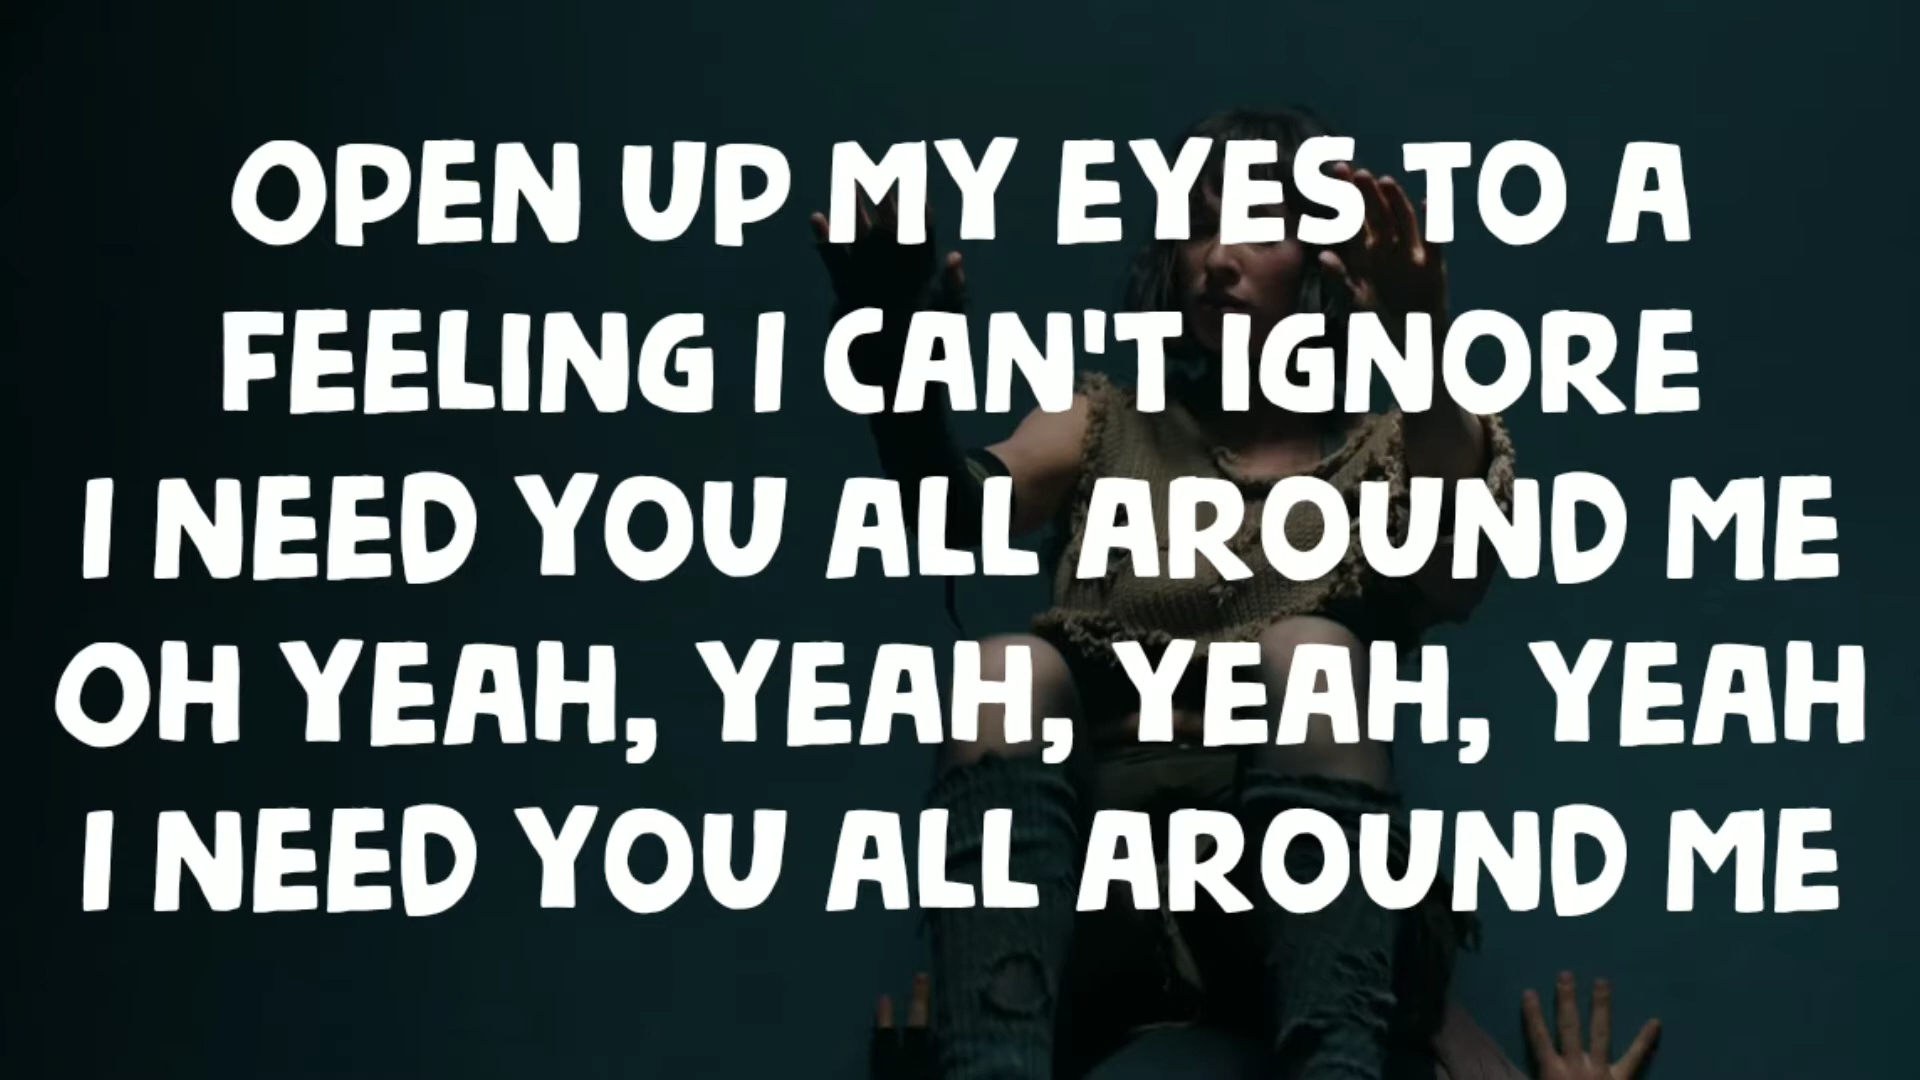 OPEN UP MY EYES TO A
FEELING I CAN'T IGNORE
I NEED YOU ALL AROUND ME
OH YEAH, YEAH, YEAH, YEAH
I NEED YOU ALL AROUND ME